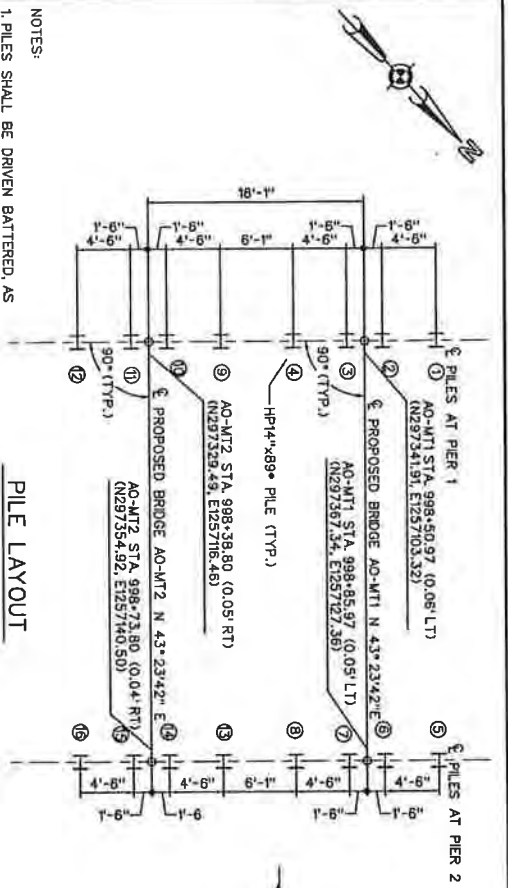 N
18'-1"
1'-6"
4'-6"
1'-6"
4'-6"
6'-1"
1'-6"
4'-6"
1'-6"
4'-6"
℄ PILES AT PIER 1
1
2
3
4
9
10
11
12
90° (TYP.)
90° (TYP.)
HP14"x89# PILE (TYP.)
AO-MT1 STA. 998+50.97 (0.06' LT)
(N297341.91, E1257103.32)
℄ PROPOSED BRIDGE AO-MT1 N 43°23'42" E
AO-MT1 STA. 998+85.97 (0.05' LT)
(N297367.34, E1257127.36)
AO-MT2 STA. 998+38.80 (0.05' RT)
(N297329.49, E1257116.46)
℄ PROPOSED BRIDGE AO-MT2 N 43°23'42" E
AO-MT2 STA. 998+73.80 (0.04' RT)
(N297354.92, E1257140.50)
℄ PILES AT PIER 2
5
6
7
8
13
14
15
16
4'-6"
1'-6"
4'-6"
1'-6"
6'-1"
4'-6"
1'-6
4'-6"
1'-6"
PILE LAYOUT
NOTES:
1. PILES SHALL BE DRIVEN BATTERED, AS